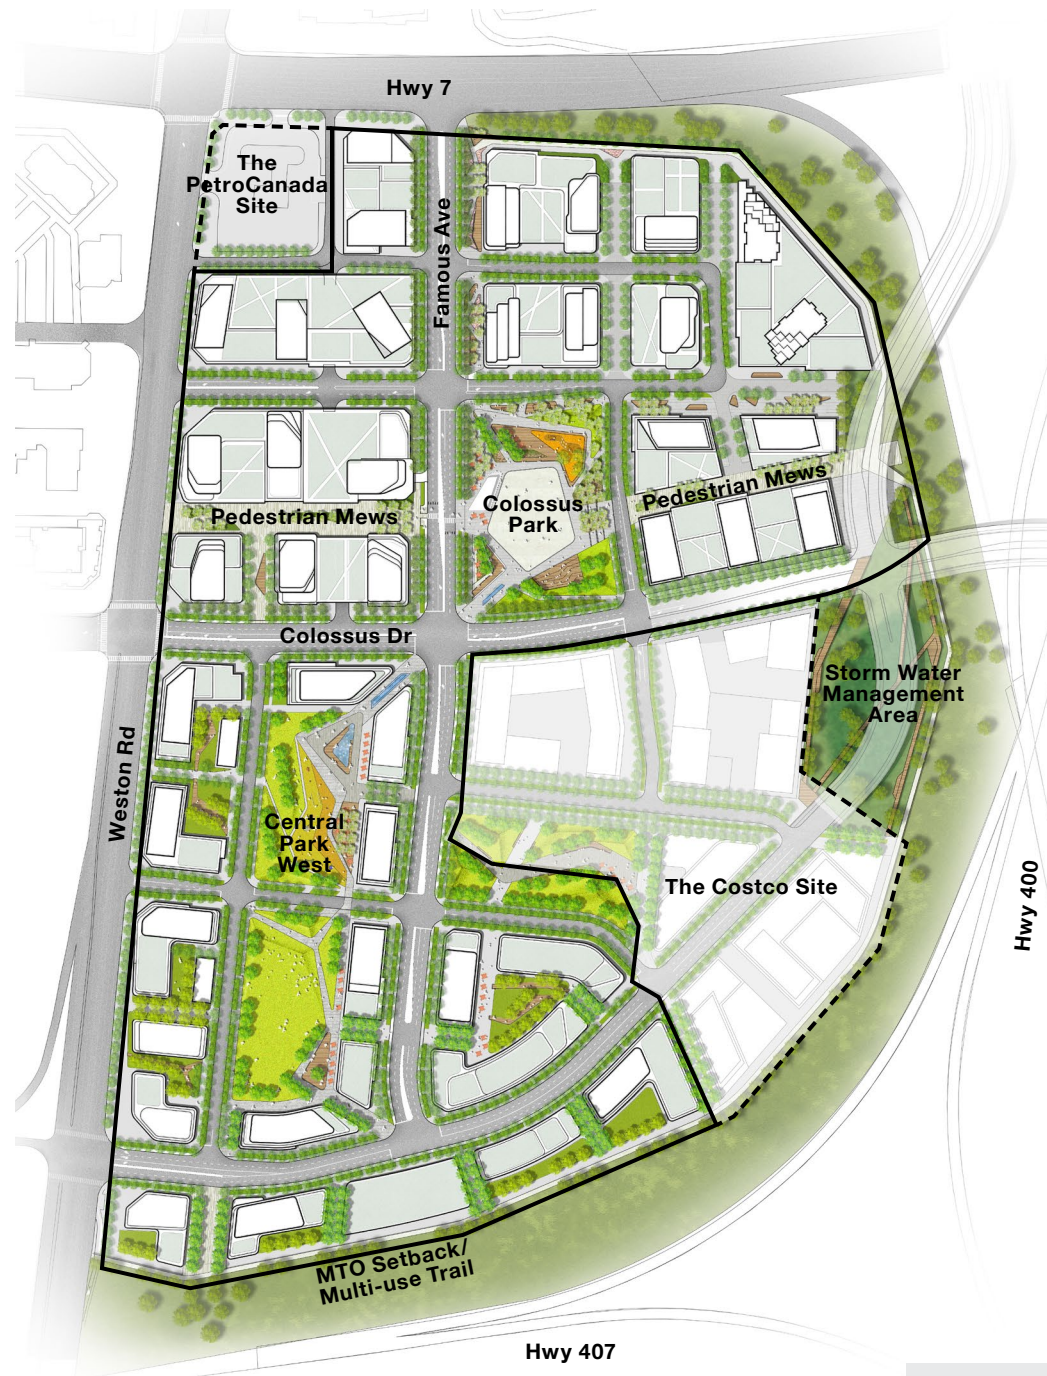 Hwy 7
The
PetroCanada
Site
Famous Ave
Colossus
Park
Pedestrian Mews
Pedestrian Mews
Colossus Dr
Storm Water
Management
Area
Weston Rd
Central
Park
West
The Costco Site
Hwy 400
MTO Setback/
Multi-use Trail
Hwy 407